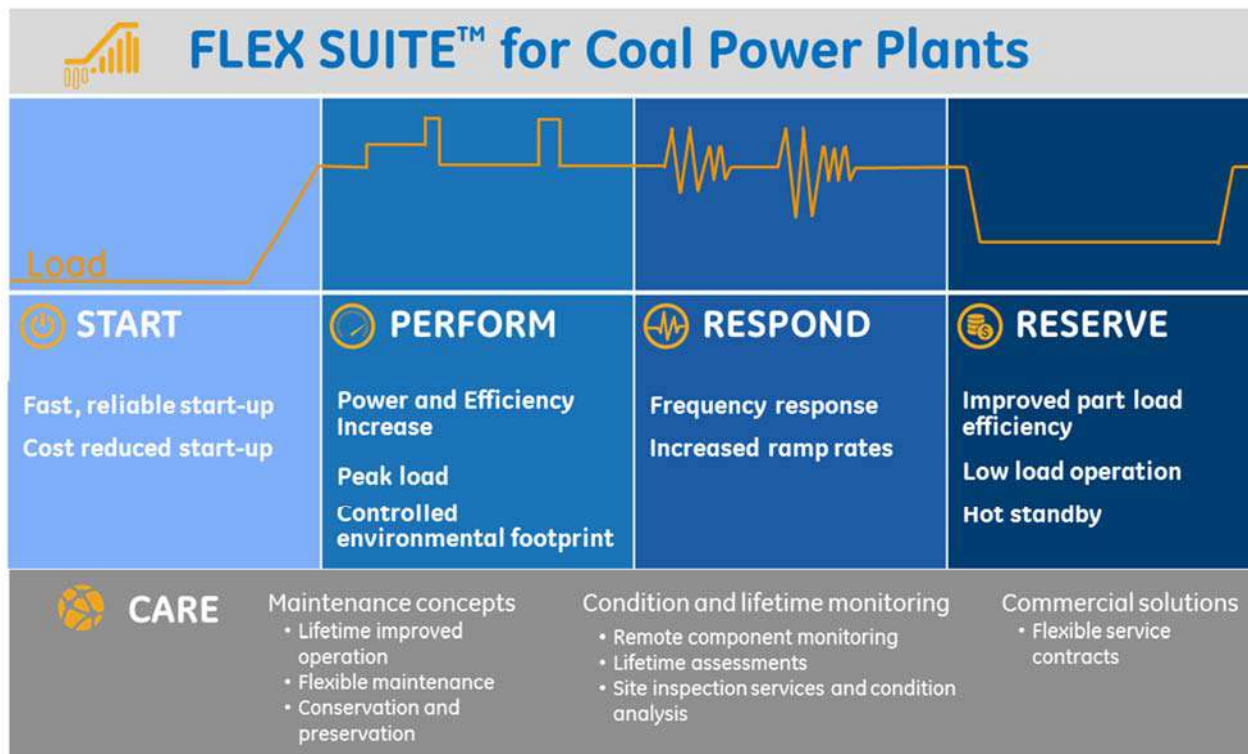 FLEX SUITE™ for Coal Power Plants
Load
START
Fast, reliable start-up
Cost reduced start-up
PERFORM
Power and Efficiency
Increase
Peak load
Controlled
environmental footprint
RESPOND
Frequency response
Increased ramp rates
RESERVE
Improved part load
efficiency
Low load operation
Hot standby
CARE
Maintenance concepts
• Lifetime improved
operation
• Flexible maintenance
• Conservation and
preservation
Condition and lifetime monitoring
• Remote component monitoring
• Lifetime assessments
• Site inspection services and condition
analysis
Commercial solutions
• Flexible service
contracts